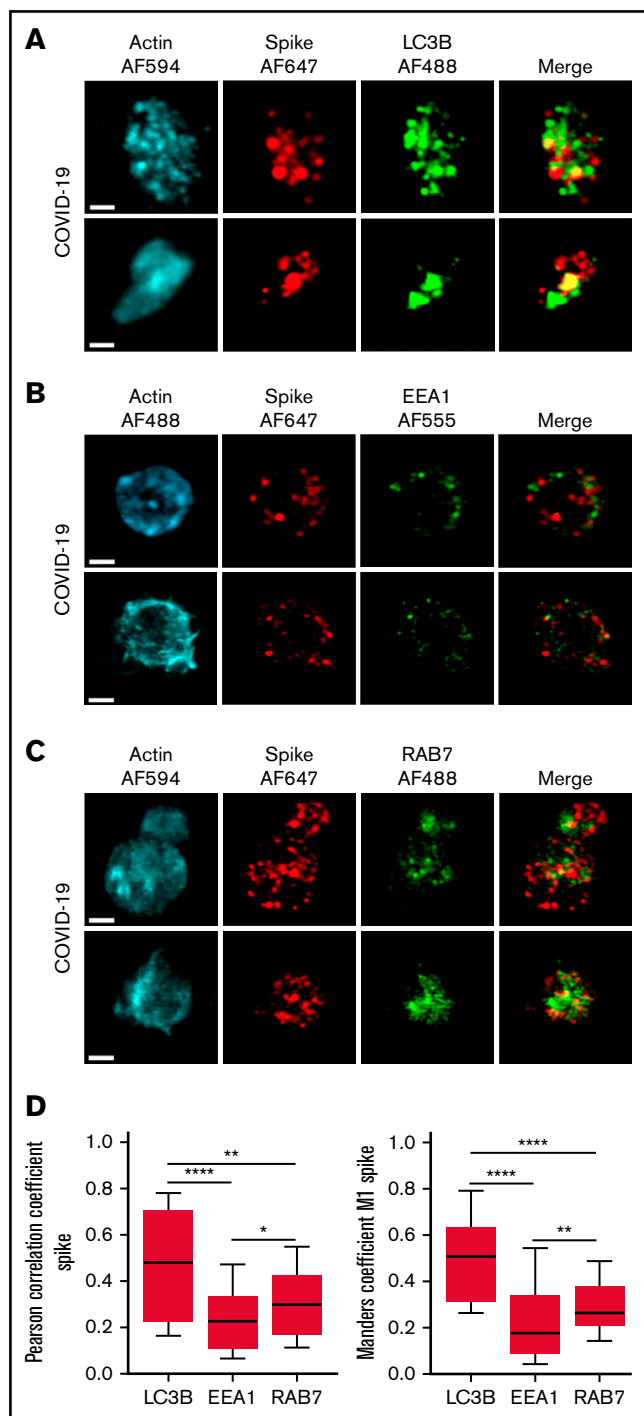 A
Actin Spike LC3B
AF594 AF647 AF488 Merge
COVID-19
COVID-19
B
Actin Spike EEA1
AF488 AF647 AF555 Merge
COVID-19
COVID-19
C
Actin Spike RAB7
AF594 AF647 AF488 Merge
COVID-19
COVID-19
D
Pearson correlation coefficient
spike
1.0
0.8
0.6
0.4
0.2
0.0
**
****
*
LC3B EEA1 RAB7
Manders coefficient M1 spike
1.0
0.8
0.6
0.4
0.2
0.0
****
****
**
LC3B EEA1 RAB7